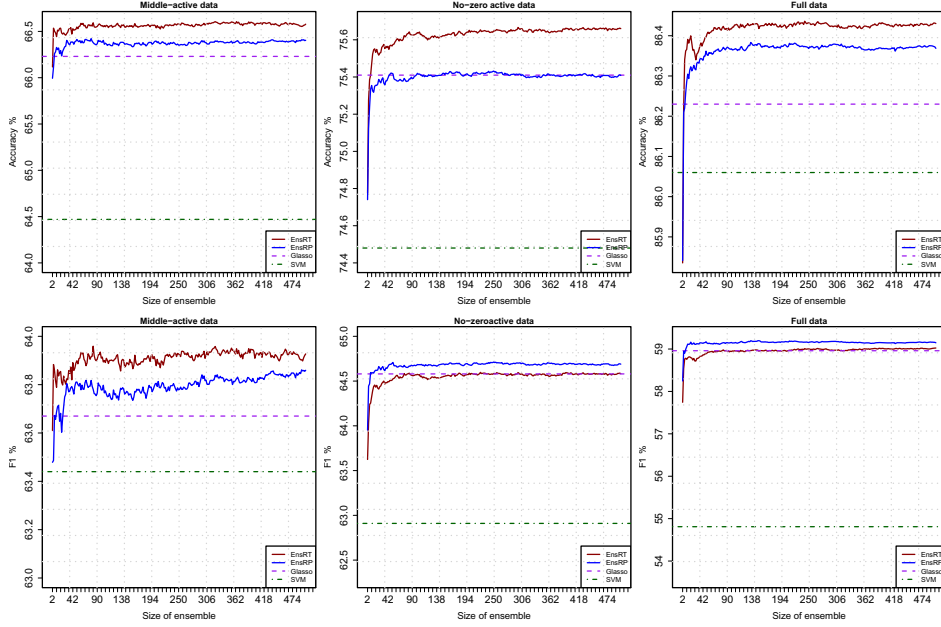 Middle-active data
Accuracy %
66.5
66.0
65.5
65.0
64.5
64.0
EnsRT
EnsRP
Glasso
SVM
2 42 90 138 194 250 306 362 418 474
Size of ensemble
No-zero active data
Accuracy %
75.6
75.4
75.2
75.0
74.8
74.6
74.4
EnsRT
EnsRP
Glasso
SVM
2 42 90 138 194 250 306 362 418 474
Size of ensemble
Full data
Accuracy %
86.4
86.3
86.2
86.1
86.0
85.9
EnsRT
EnsRP
Glasso
SVM
2 42 90 138 194 250 306 362 418 474
Size of ensemble
Middle-active data
F1 %
64.0
63.8
63.6
63.4
63.2
63.0
EnsRT
EnsRP
Glasso
SVM
2 42 90 138 194 250 306 362 418 474
Size of ensemble
No-zeroactive data
F1 %
65.0
64.5
64.0
63.5
63.0
62.5
EnsRT
EnsRP
Glasso
SVM
2 42 90 138 194 250 306 362 418 474
Size of ensemble
Full data
F1 %
59
58
57
56
55
54
EnsRT
EnsRP
Glasso
SVM
2 42 90 138 194 250 306 362 418 474
Size of ensemble